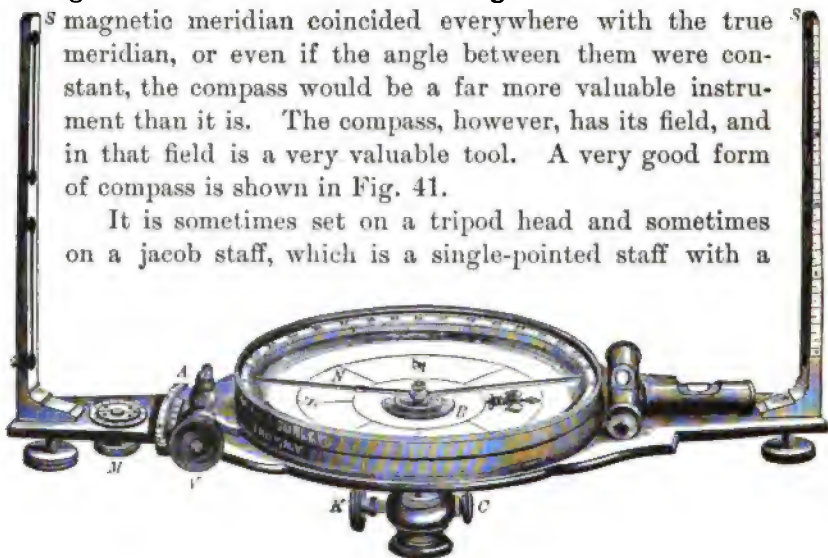 S magnetic meridian coincided everywhere with the true S
meridian, or even if the angle between them were con-
stant, the compass would be a far more valuable instru-
ment than it is. The compass, however, has its field, and
in that field is a very valuable tool. A very good form
of compass is shown in Fig. 41.
It is sometimes set on a tripod head and sometimes
on a jacob staff, which is a single-pointed staff with a
A
N
B
M
V
K C